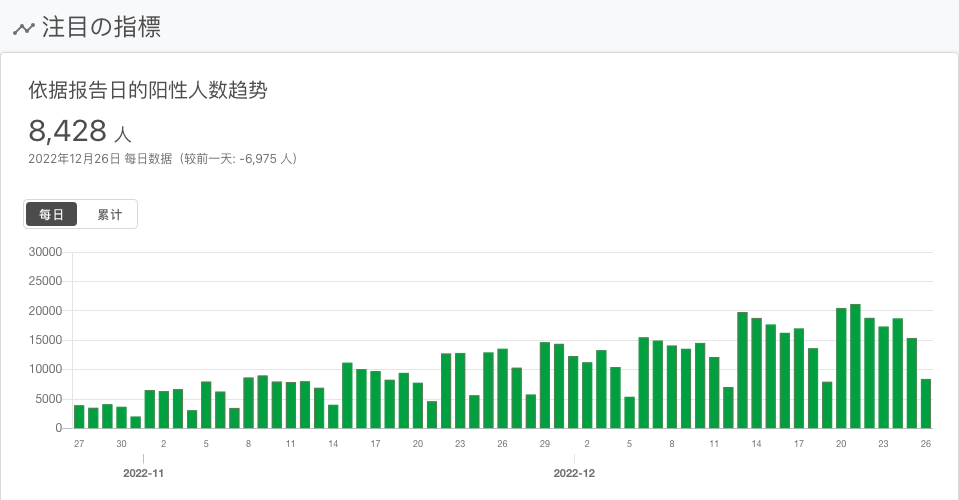 注目の指標
依据报告日的阳性人数趋势
8,428 人
2022年12月26日 每日数据（较前一天: -6,975 人）
每日 累计
30000
25000
20000
15000
10000
5000
0
27 30 2 5 8 11 14 17 20 23 26 29 2 5 8 11 14 17 20 23 26
2022-11 2022-12